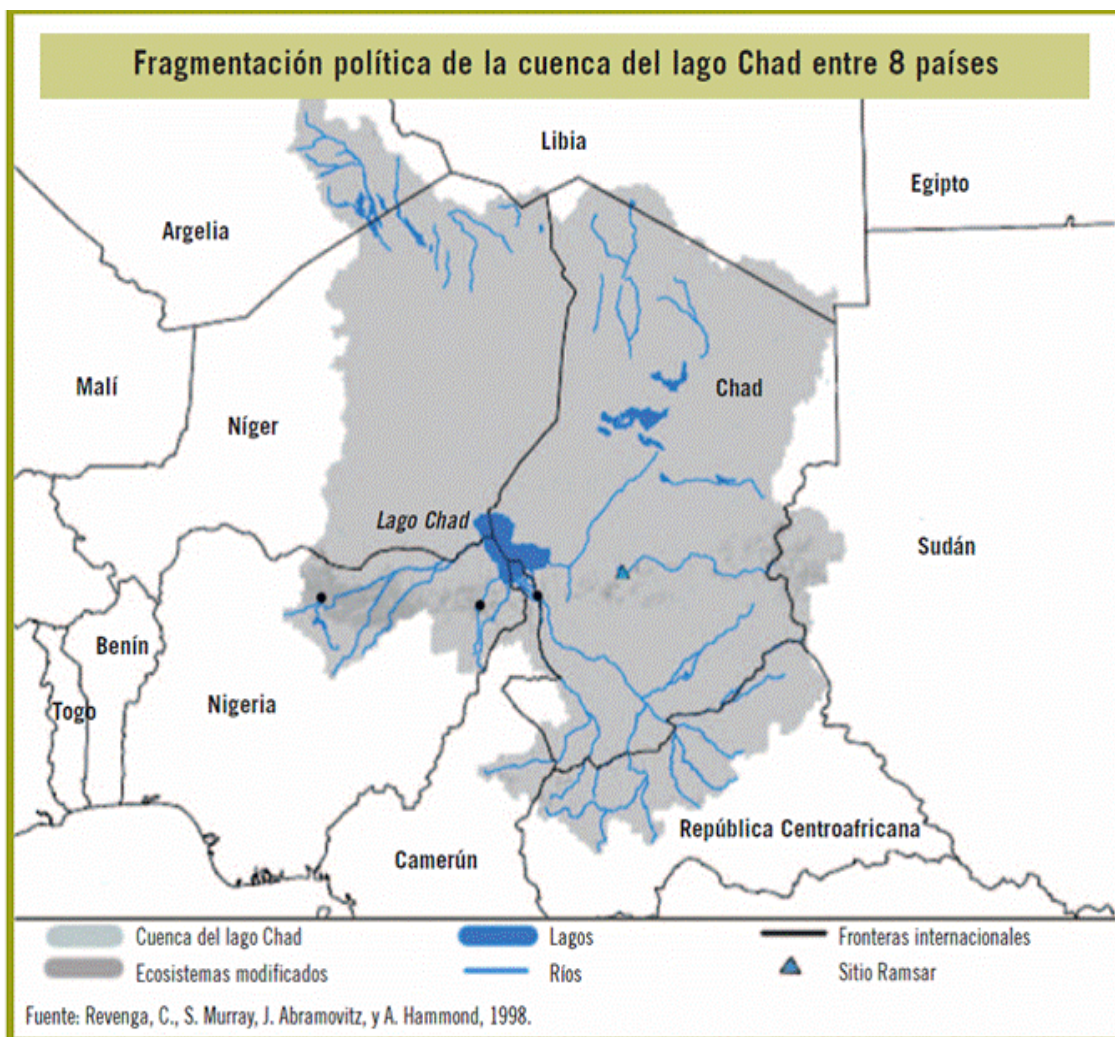 Fragmentación política de la cuenca del lago Chad entre 8 países
Libia
Egipto
Argelia
Malí
Níger
Chad
Lago Chad
Sudán
Benín
Togo
Nigeria
República Centroafricana
Camerún
Cuenca del lago Chad
Lagos
Fronteras internacionales
Ecosistemas modificados
Ríos
Sitio Ramsar
Fuente: Revenga, C., S. Murray, J. Abramovitz, y A. Hammond, 1998.